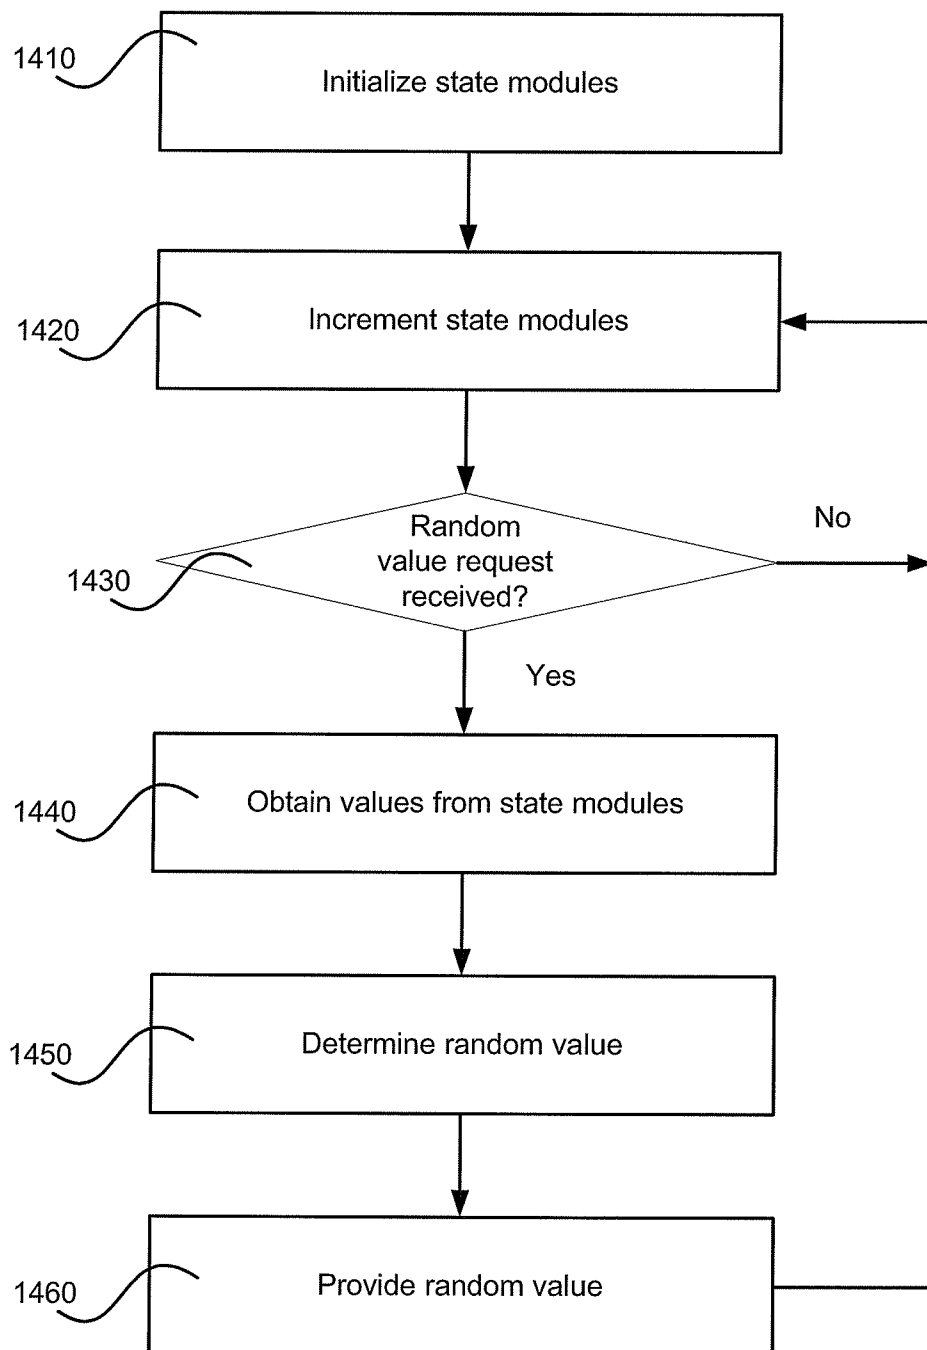 1410
Initialize state modules
1420
Increment state modules
1430
Random
value request
received?
No
Yes
1440
Obtain values from state modules
1450
Determine random value
1460
Provide random value